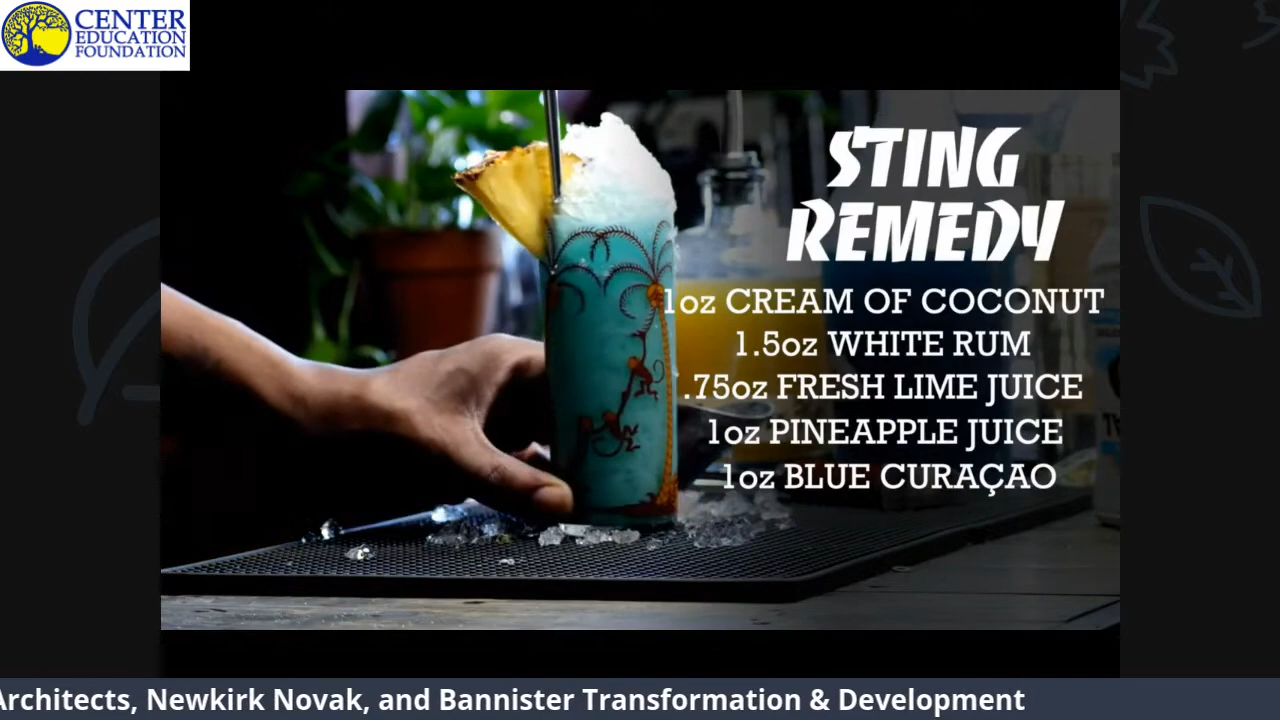 CENTER
EDUCATION
FOUNDATION
STING
REMEDY
1oz CREAM OF COCONUT
1.5oz WHITE RUM
.75oz FRESH LIME JUICE
1oz PINEAPPLE JUICE
1oz BLUE CURAÇAO
Architects, Newkirk Novak, and Bannister Transformation & Development